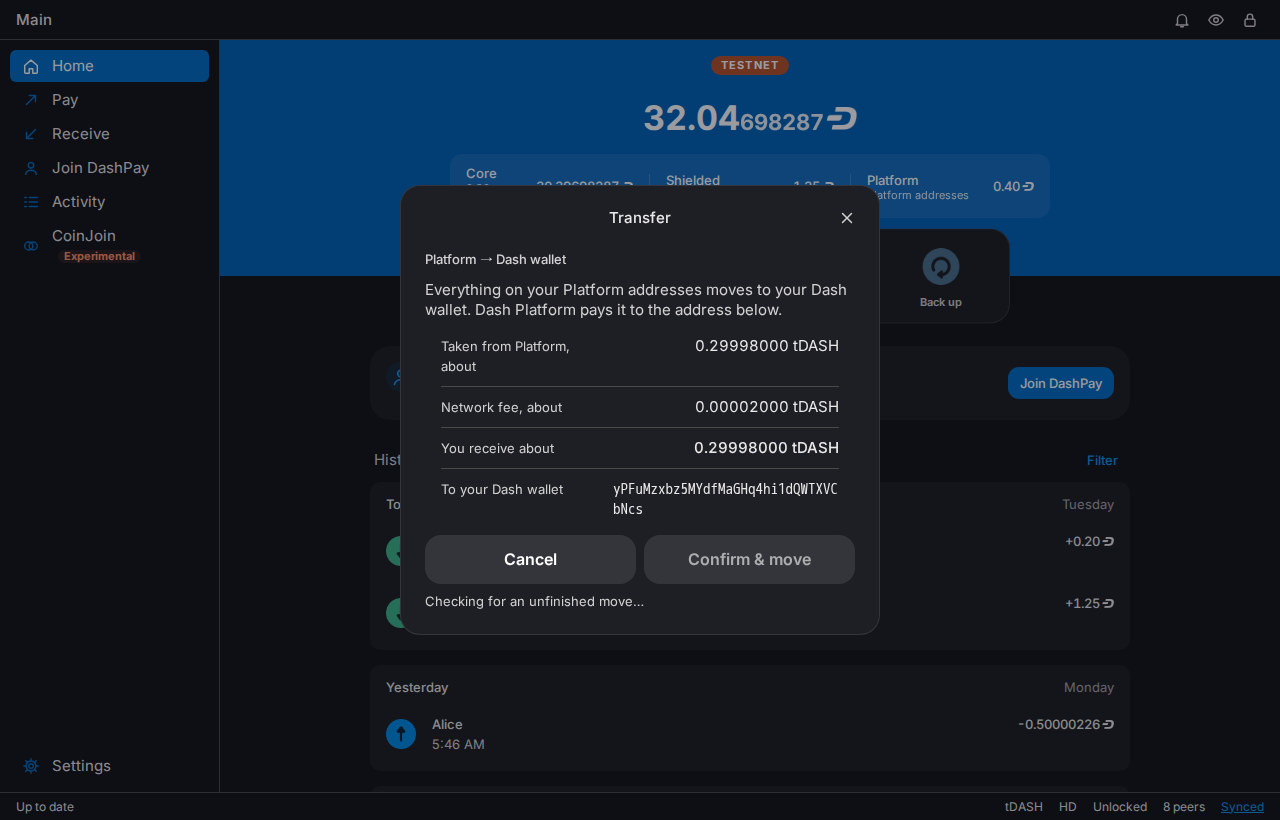 Main
Home
Pay
Receive
Join DashPay
Activity
CoinJoin
Experimental
Settings
TESTNET
32.04698287
Core
Shielded
1.25
Platform
Platform addresses
0.40
Transfer
Platform → Dash wallet
Everything on your Platform addresses moves to your Dash
wallet. Dash Platform pays it to the address below.
Taken from Platform,
about
0.29998000 tDASH
Network fee, about
0.00002000 tDASH
You receive about
0.29998000 tDASH
To your Dash wallet
yPFuMzxbz5MYdfMaGHq4hi1dQWTXVC
bNcs
Cancel
Confirm & move
Checking for an unfinished move…
Back up
Join DashPay
Filter
Tuesday
+0.20
+1.25
Yesterday
Monday
Alice
-0.50000226
5:46 AM
Up to date
tDASH
HD
Unlocked
8 peers
Synced